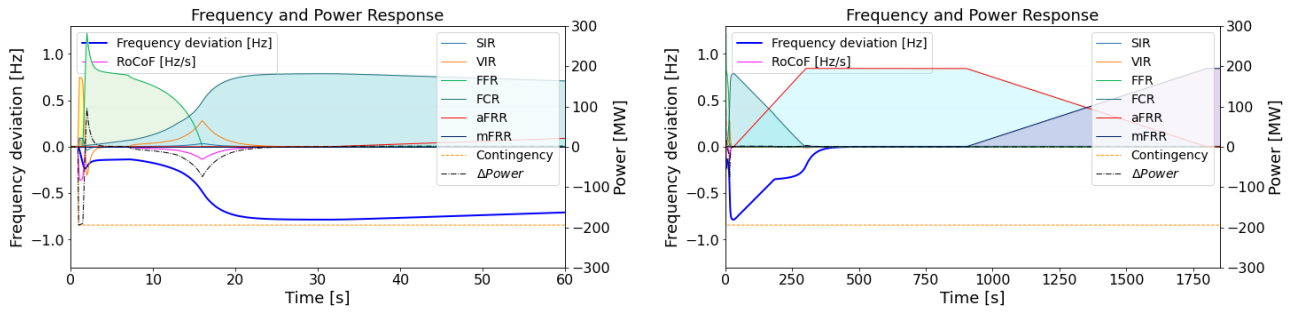 Frequency and Power Response
Frequency deviation [Hz]
1.0
0.5
0.0
−0.5
−1.0
Frequency deviation [Hz]
RoCoF [Hz/s]
SIR
VIR
FFR
FCR
aFRR
mFRR
Contingency
ΔPower
300
200
100
0
−100
−200
−300
Power [MW]
0 10 20 30 40 50 60
Time [s]
Frequency and Power Response
Frequency deviation [Hz]
1.0
0.5
0.0
−0.5
−1.0
Frequency deviation [Hz]
RoCoF [Hz/s]
SIR
VIR
FFR
FCR
aFRR
mFRR
Contingency
ΔPower
300
200
100
0
−100
−200
−300
Power [MW]
0 250 500 750 1000 1250 1500 1750
Time [s]